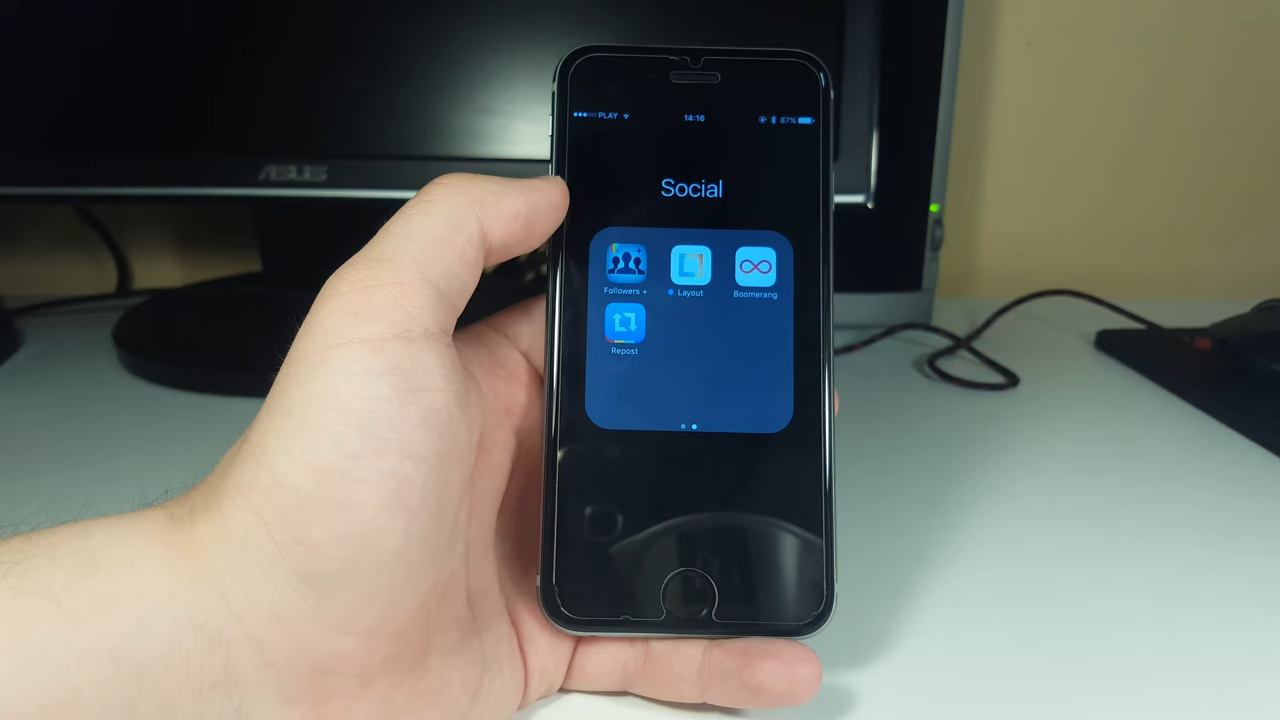 PLAY 14:16 87%
ASUS
Social
Followers + Layout Boomerang
Repost